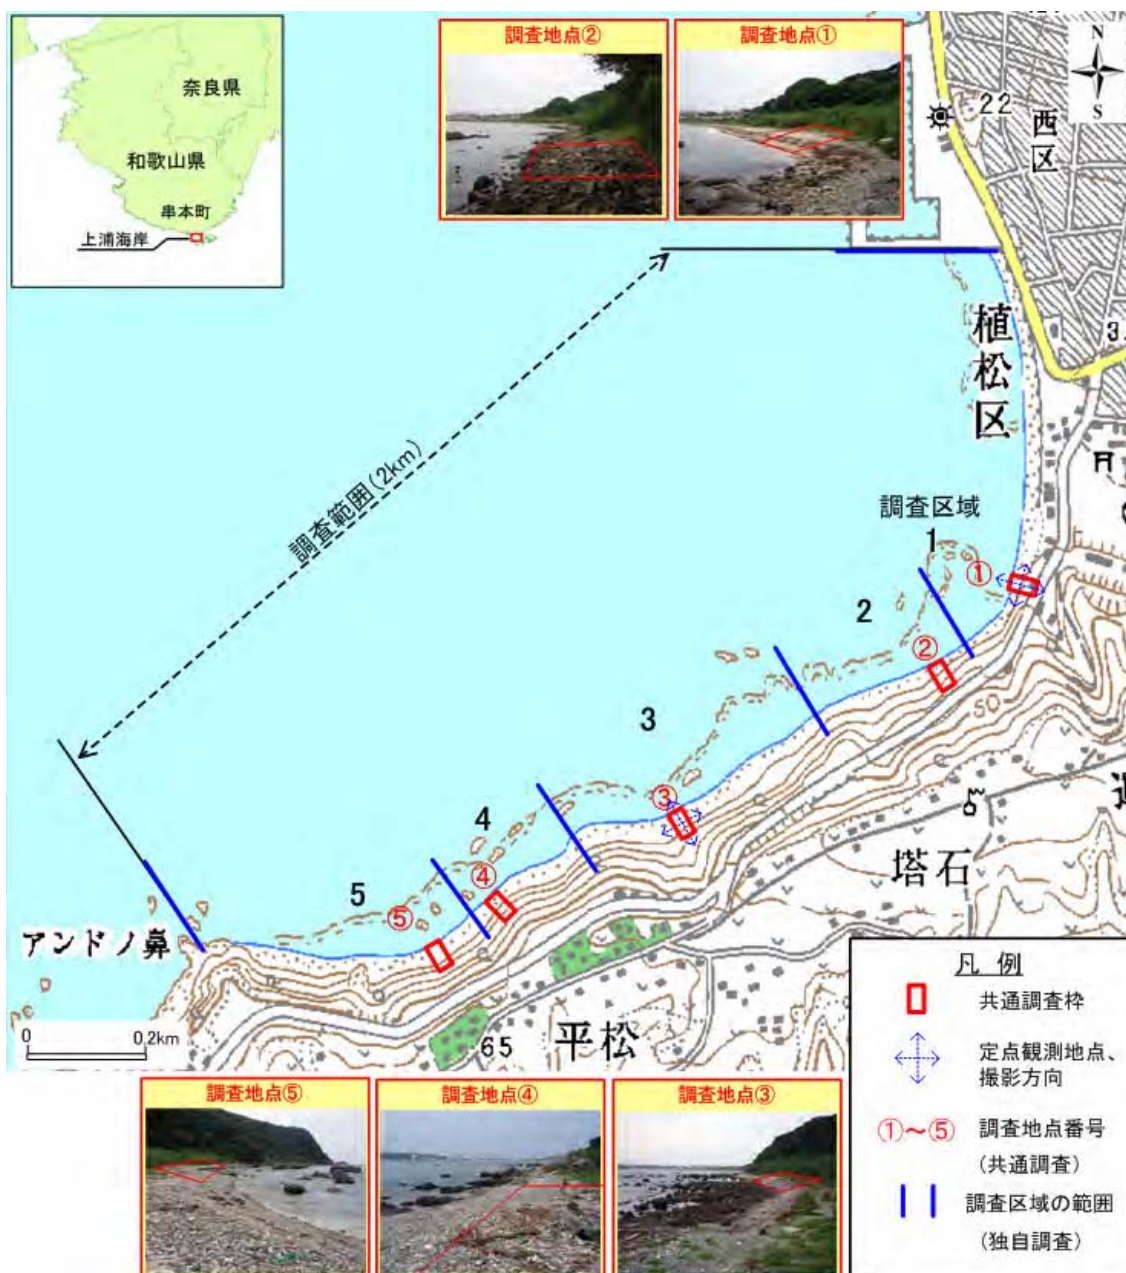 奈良県
和歌山県
串本町
上浦海岸
調査地点②
調査地点①
N
S
22
西区
植松区
調査範囲(2km)
調査区域
1
①
2
②
50
3
③
4
④
塔石
5
⑤
アンドノ鼻
0 0.2km
65
平松
凡 例
共通調査枠
定点観測地点、
撮影方向
①～⑤ 調査地点番号
(共通調査)
調査区域の範囲
(独自調査)
調査地点⑤
調査地点④
調査地点③